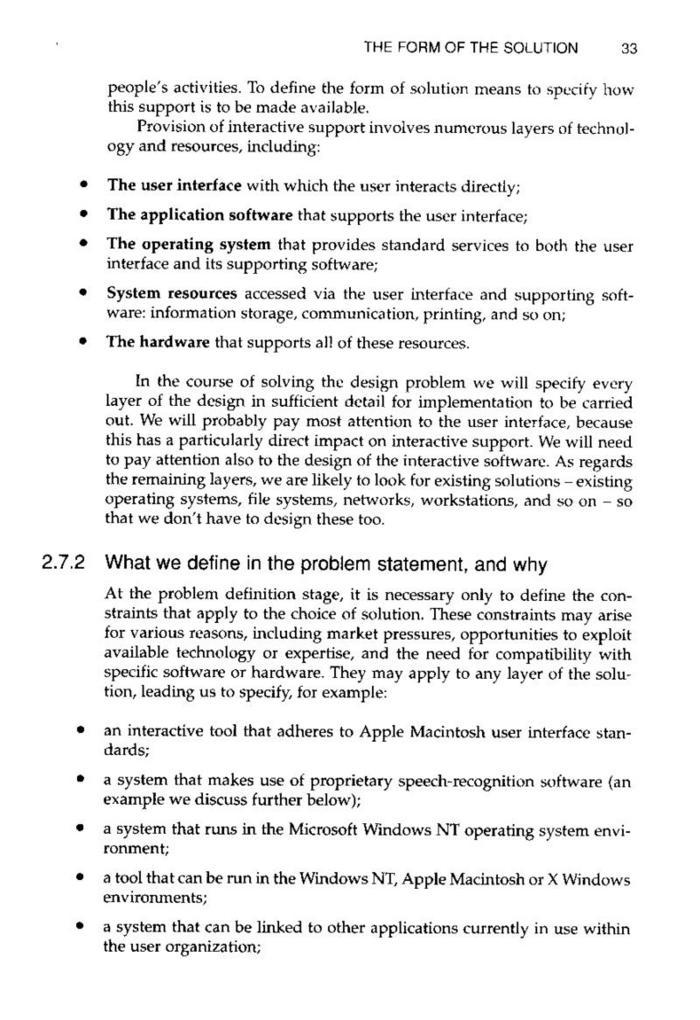 THE FORM OF THE SOLUTION 33
people's activities. To define the form of solution means to specify how
this support is to be made available.
Provision of interactive support involves numerous layers of technol-
ogy and resources, including:
• The user interface with which the user interacts directly;
• The application software that supports the user interface;
• The operating system that provides standard services to both the user
interface and its supporting software;
• System resources accessed via the user interface and supporting soft-
ware: information storage, communication, printing, and so on;
• The hardware that supports all of these resources.
In the course of solving the design problem we will specify every
layer of the design in sufficient detail for implementation to be carried
out. We will probably pay most attention to the user interface, because
this has a particularly direct impact on interactive support. We will need
to pay attention also to the design of the interactive software. As regards
the remaining layers, we are likely to look for existing solutions – existing
operating systems, file systems, networks, workstations, and so on – so
that we don't have to design these too.
2.7.2 What we define in the problem statement, and why
At the problem definition stage, it is necessary only to define the con-
straints that apply to the choice of solution. These constraints may arise
for various reasons, including market pressures, opportunities to exploit
available technology or expertise, and the need for compatibility with
specific software or hardware. They may apply to any layer of the solu-
tion, leading us to specify, for example:
• an interactive tool that adheres to Apple Macintosh user interface stan-
dards;
• a system that makes use of proprietary speech-recognition software (an
example we discuss further below);
• a system that runs in the Microsoft Windows NT operating system envi-
ronment;
• a tool that can be run in the Windows NT, Apple Macintosh or X Windows
environments;
• a system that can be linked to other applications currently in use within
the user organization;